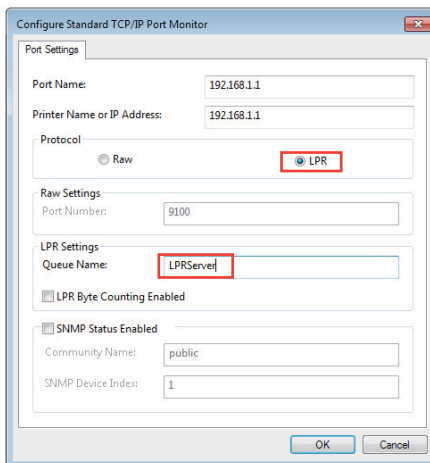 Configure Standard TCP/IP Port Monitor
Port Settings
Port Name: 192.168.1.1
Printer Name or IP Address: 192.168.1.1
Protocol
Raw LPR
Raw Settings
Port Number: 9100
LPR Settings
Queue Name: LPRServer
LPR Byte Counting Enabled
SNMP Status Enabled
Community Name: public
SNMP Device Index: 1
OK Cancel